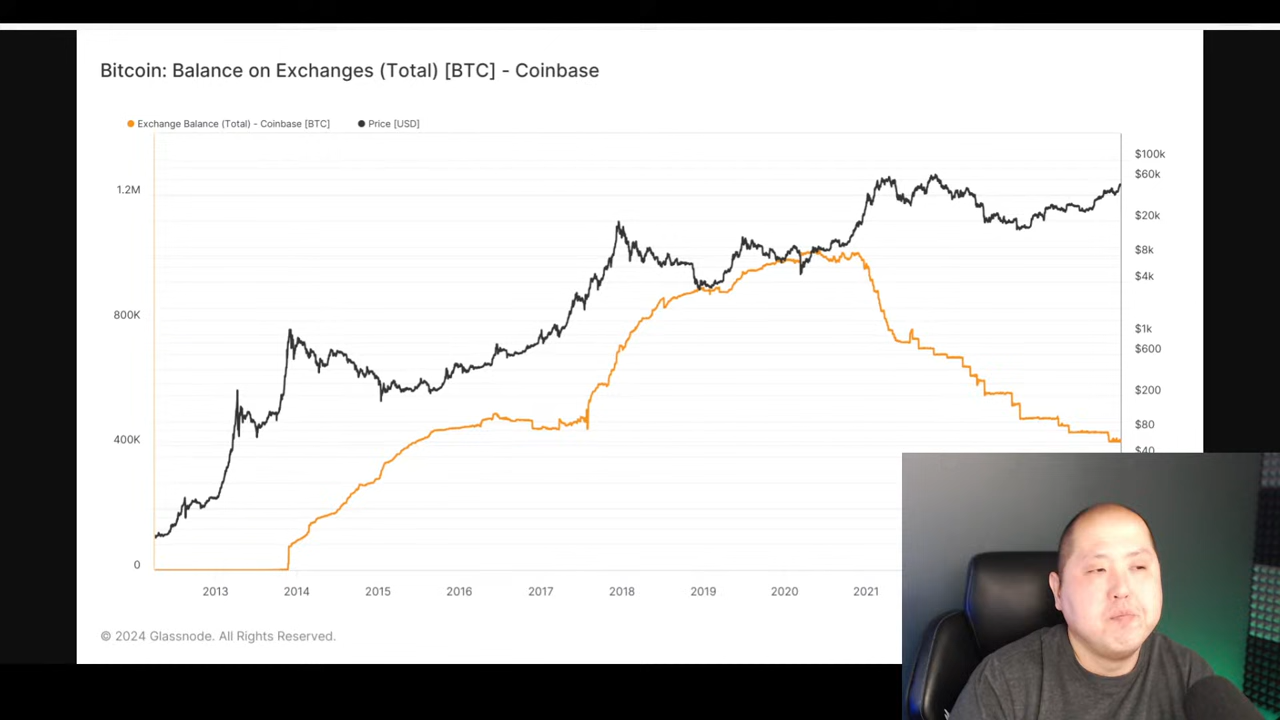 Bitcoin: Balance on Exchanges (Total) [BTC] - Coinbase
Exchange Balance (Total) - Coinbase [BTC] Price [USD]
$100k
$60k
1.2M
$20k
$8k
$4k
800K
$1k
$600
$200
$80
400K
$40
0
2013 2014 2015 2016 2017 2018 2019 2020 2021
© 2024 Glassnode. All Rights Reserved.